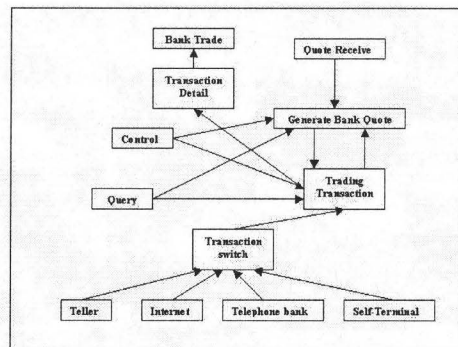 Bank Trade
Quote Receive
Transaction
Detail
Generate Bank Quote
Control
Trading
Transaction
Query
Transaction
switch
Teller
Internet
Telephone bank
Self-Terminal